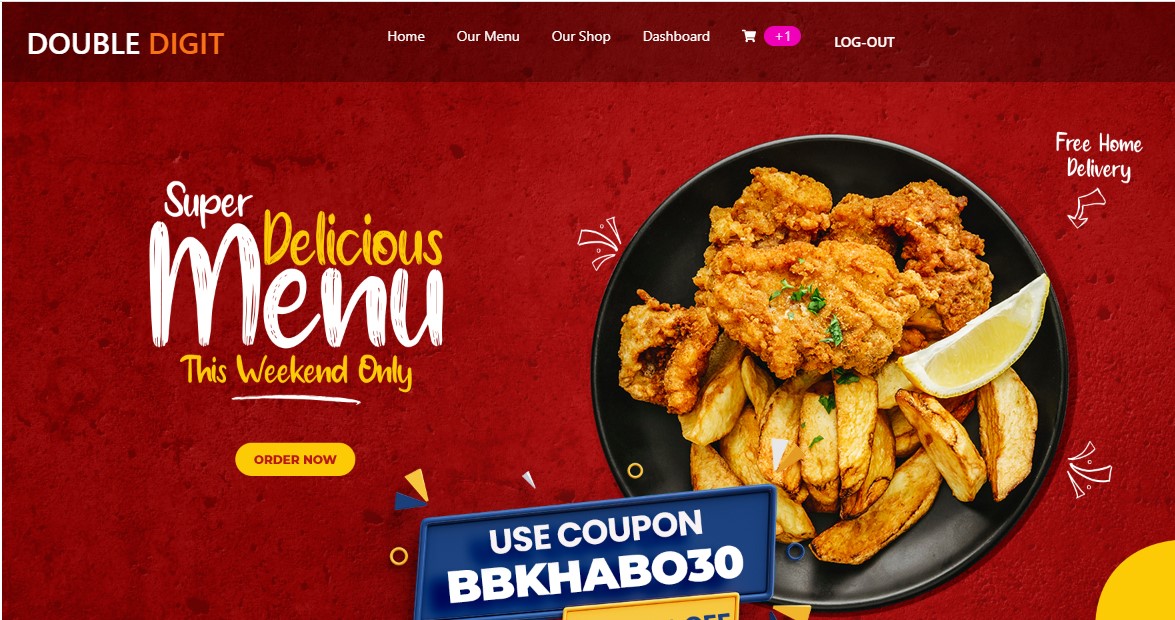 DOUBLE DIGIT
Home Our Menu Our Shop Dashboard +1 LOG-OUT
Free Home
Delivery
Super
Delicious
Menu
This Weekend Only
ORDER NOW
USE COUPON
BBKHABO30
OFF